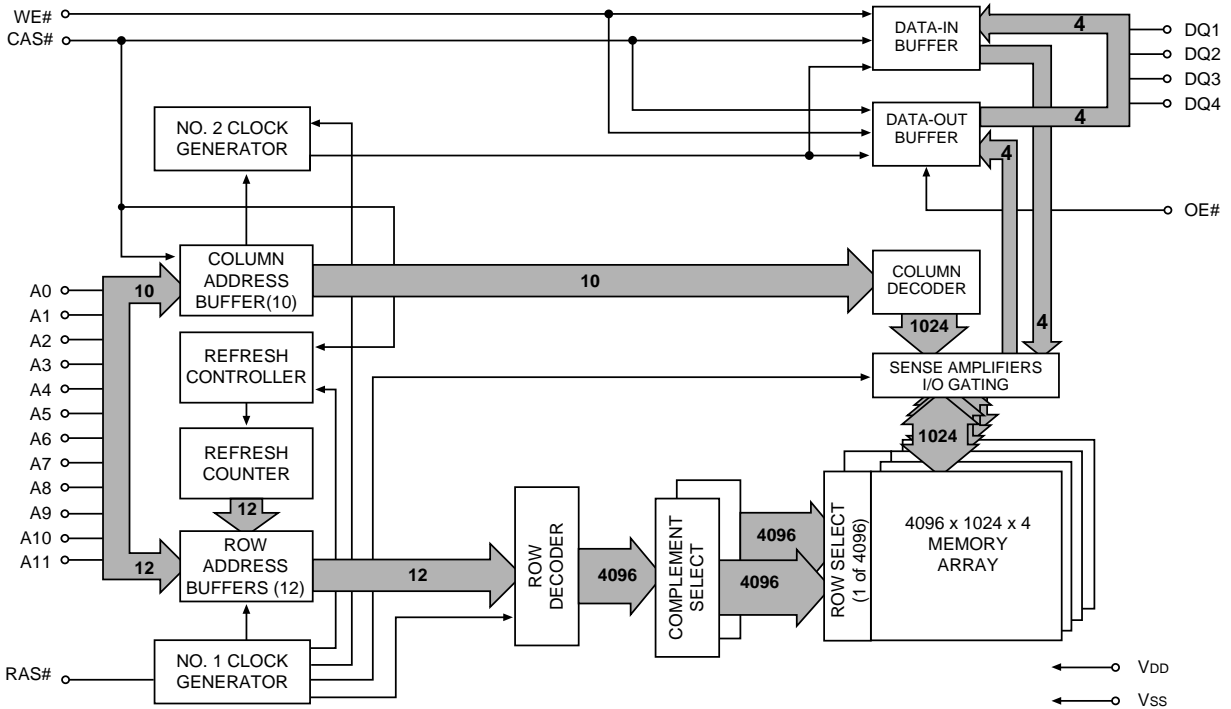 WE#
CAS#
DATA-IN
BUFFER
4
DQ1
DQ2
DQ3
DQ4
NO. 2 CLOCK
GENERATOR
DATA-OUT
BUFFER
4
4
OE#
COLUMN
ADDRESS
BUFFER(10)
10
10
COLUMN
DECODER
A0
A1
A2
A3
A4
A5
A6
A7
A8
A9
A10
A11
1024
4
REFRESH
CONTROLLER
SENSE AMPLIFIERS
I/O GATING
1024
REFRESH
COUNTER
12
ROW
ADDRESS
BUFFERS (12)
12
12
ROW
DECODER
4096
COMPLEMENT
SELECT
4096
4096
ROW SELECT
(1 of 4096)
4096 x 1024 x 4
MEMORY
ARRAY
RAS#
NO. 1 CLOCK
GENERATOR
VDD
VSS